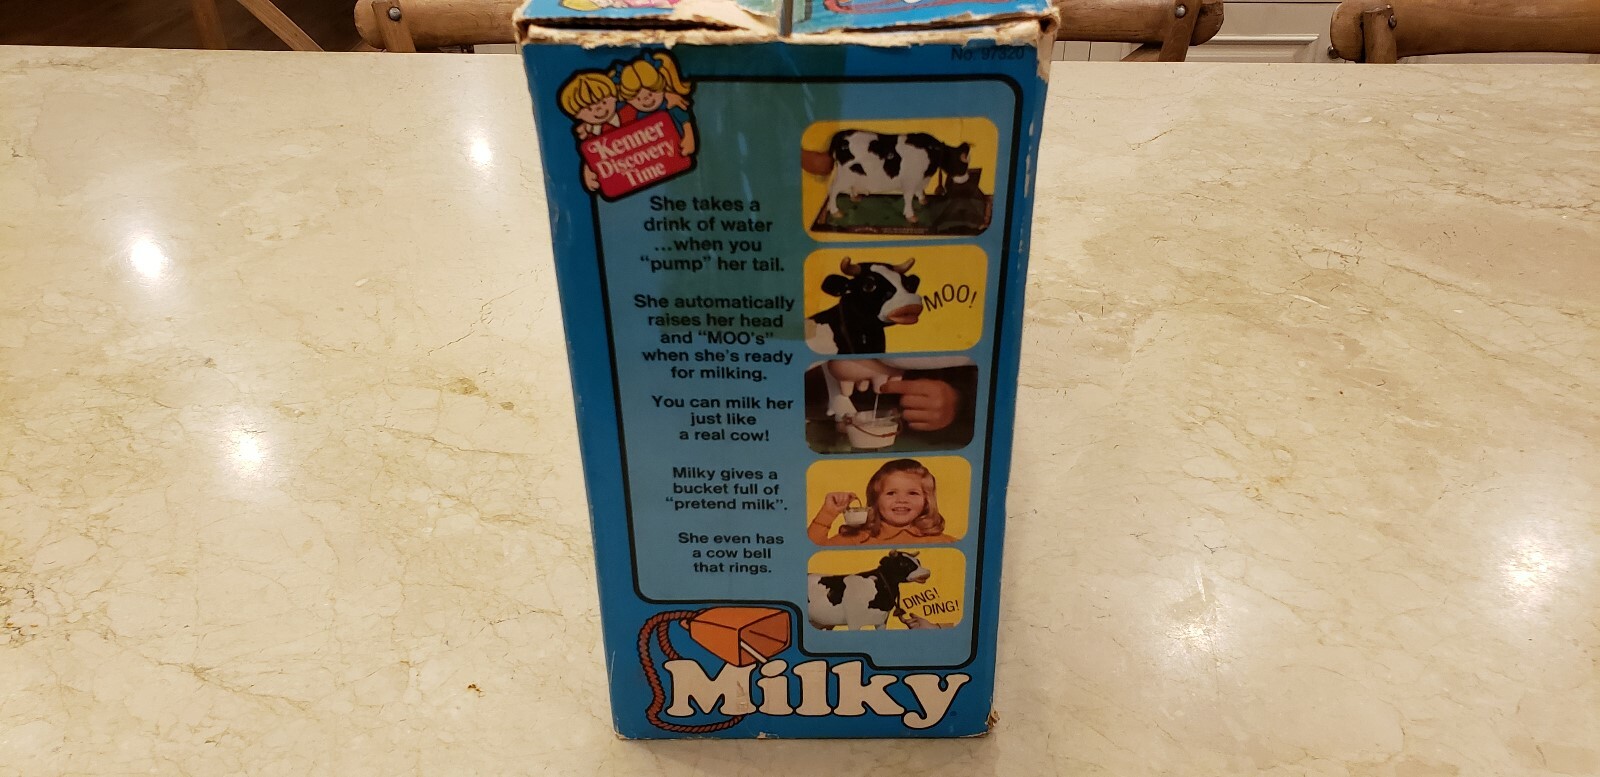 No. 97320
Kenner
Discovery
Time
She takes a
drink of water
...when you
"pump" her tail.
She automatically
raises her head
and "MOO's"
when she's ready
for milking.
MOO!
You can milk her
just like
a real cow!
Milky gives a
bucket full of
"pretend milk".
She even has
a cow bell
that rings.
DING!
DING!
Milky